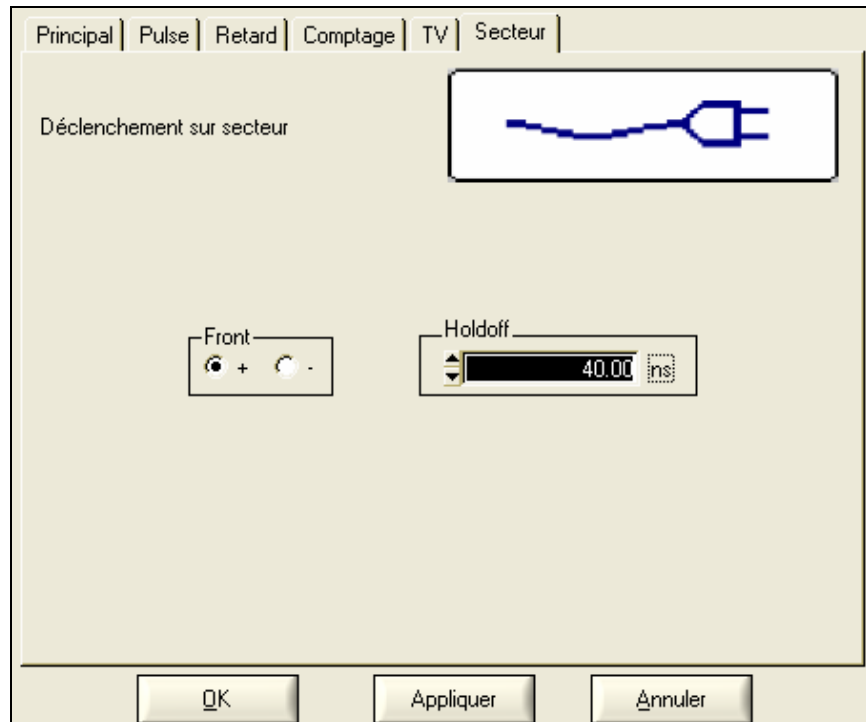 Principal Pulse Retard Comptage TV Secteur
Déclenchement sur secteur
Front
+ -
Holdoff
40.00 ns
OK Appliquer Annuler